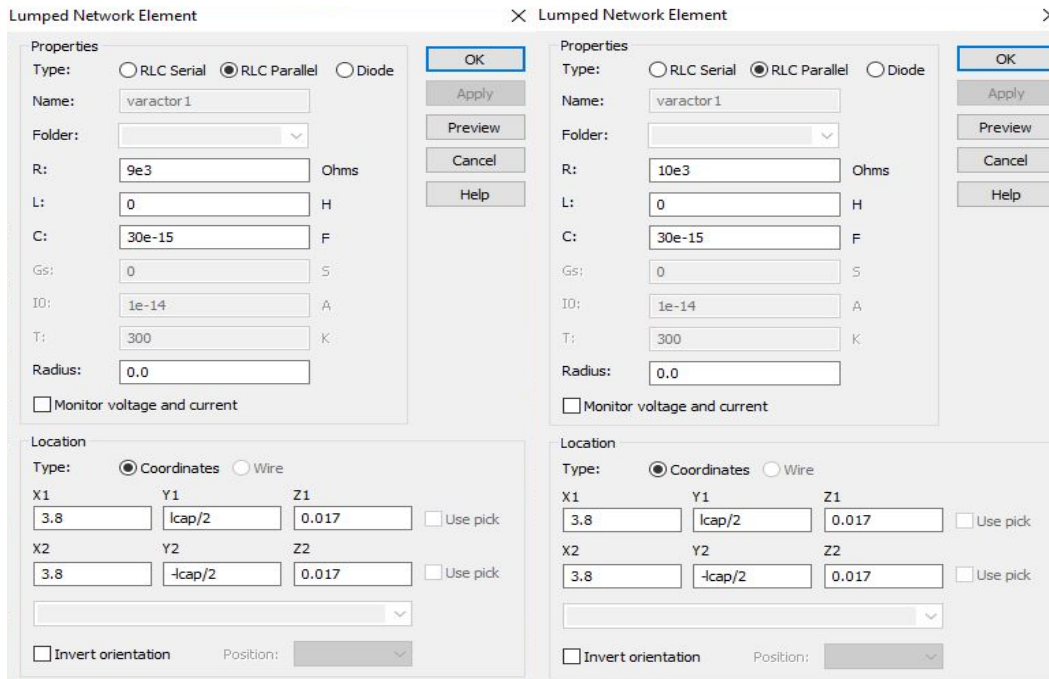 Lumped Network Element
Properties
Type: RLC Serial RLC Parallel Diode
Name: varactor1
Folder:
R: 9e3 Ohms
L: 0 H
C: 30e-15 F
Gs: 0 S
I0: 1e-14 A
T: 300 K
Radius: 0.0
Monitor voltage and current
OK
Apply
Preview
Cancel
Help
Location
Type: Coordinates Wire
X1 Y1 Z1
3.8 lcap/2 0.017 Use pick
X2 Y2 Z2
3.8 -lcap/2 0.017 Use pick
Invert orientation Position:
Lumped Network Element
Properties
Type: RLC Serial RLC Parallel Diode
Name: varactor1
Folder:
R: 10e3 Ohms
L: 0 H
C: 30e-15 F
Gs: 0 S
I0: 1e-14 A
T: 300 K
Radius: 0.0
Monitor voltage and current
OK
Apply
Preview
Cancel
Help
Location
Type: Coordinates Wire
X1 Y1 Z1
3.8 lcap/2 0.017 Use pick
X2 Y2 Z2
3.8 -lcap/2 0.017 Use pick
Invert orientation Position: